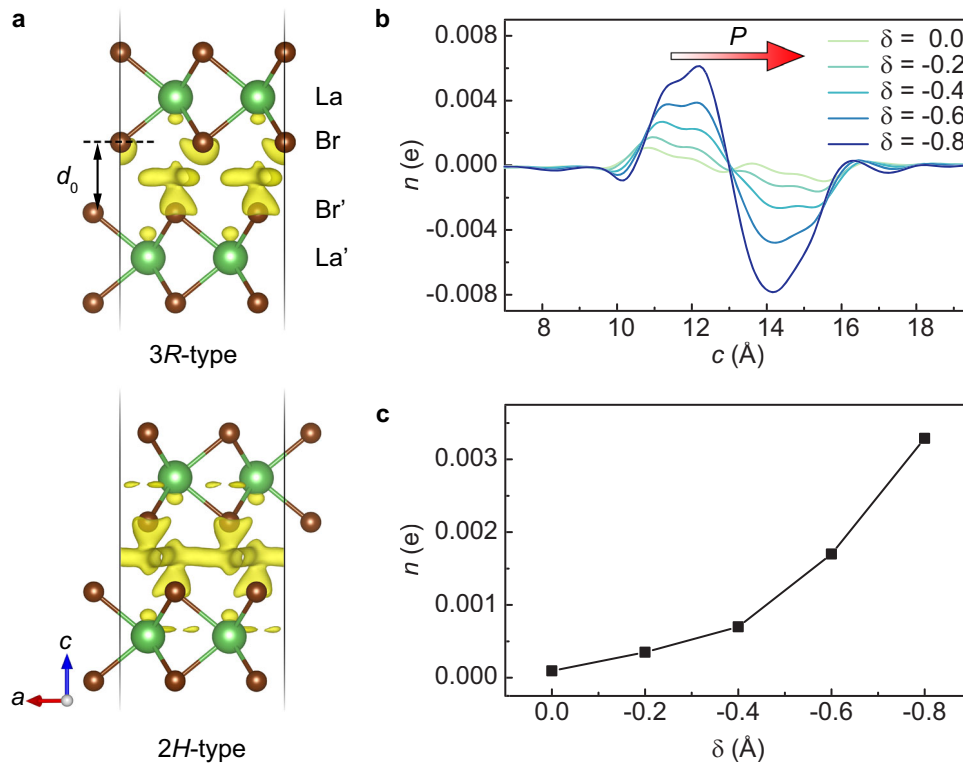 a
La
Br
d₀
Br'
La'
3R-type
c
a
2H-type
b
0.008
0.004
0.000
-0.004
-0.008
n (e)
P
δ = 0.0
δ = -0.2
δ = -0.4
δ = -0.6
δ = -0.8
8 10 12 14 16 18
c (Å)
c
0.003
0.002
0.001
0.000
n (e)
0.0 -0.2 -0.4 -0.6 -0.8
δ (Å)